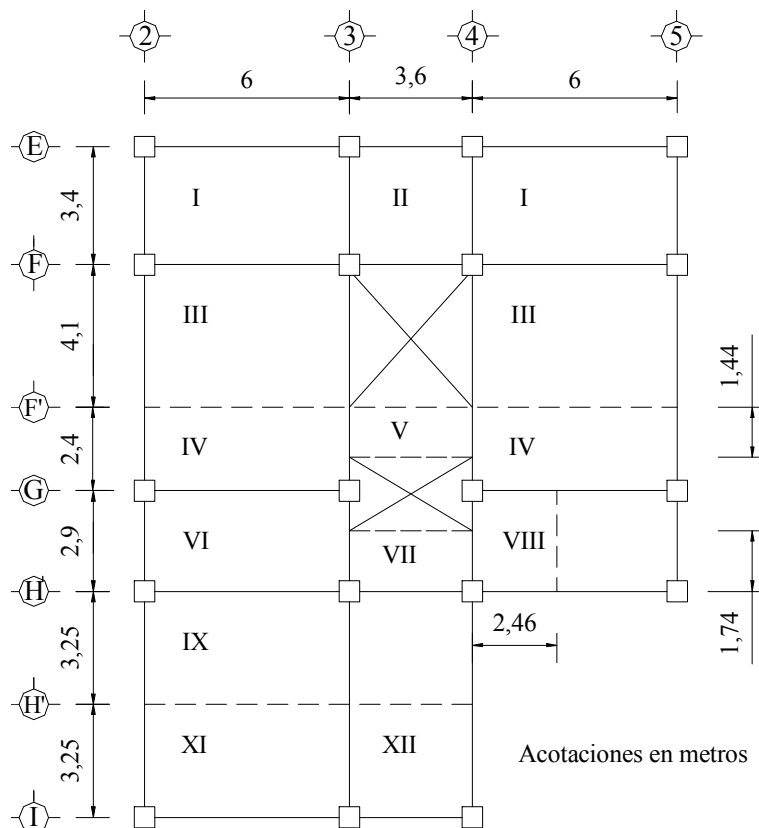 2 3 4 5
6 3,6 6
E
3,4
I II I
F
4,1
III III
1,44
F'
2,4
IV V IV
G
2,9
VI VII VIII
H
3,25
2,46
1,74
IX
H'
3,25
XI XII
Acotaciones en metros
I